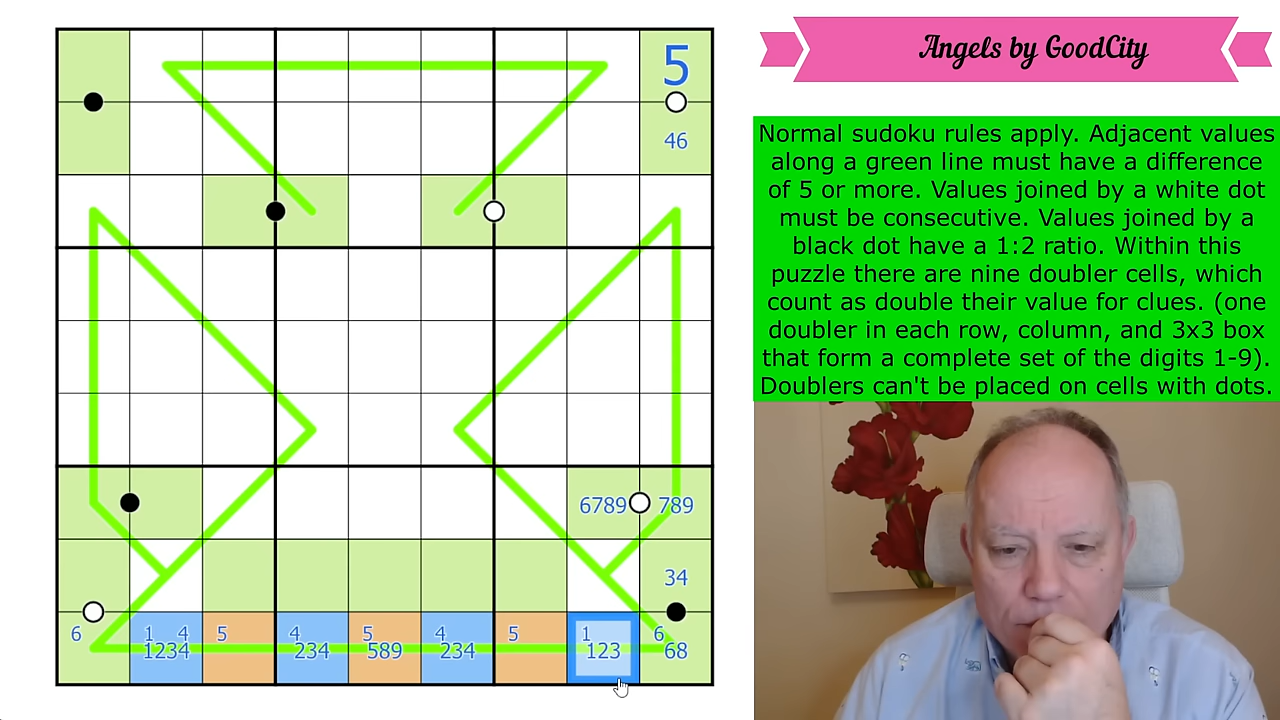 Angels by GoodCity
Normal sudoku rules apply. Adjacent values
along a green line must have a difference
of 5 or more. Values joined by a white dot
must be consecutive. Values joined by a
black dot have a 1:2 ratio. Within this
puzzle there are nine doubler cells, which
count as double their value for clues. (one
doubler in each row, column, and 3x3 box
that form a complete set of the digits 1-9).
Doublers can't be placed on cells with dots.
5
46
6789 789
34
6 1 4 5 4 5 4 5 1 6
1234 234 589 234 123 68